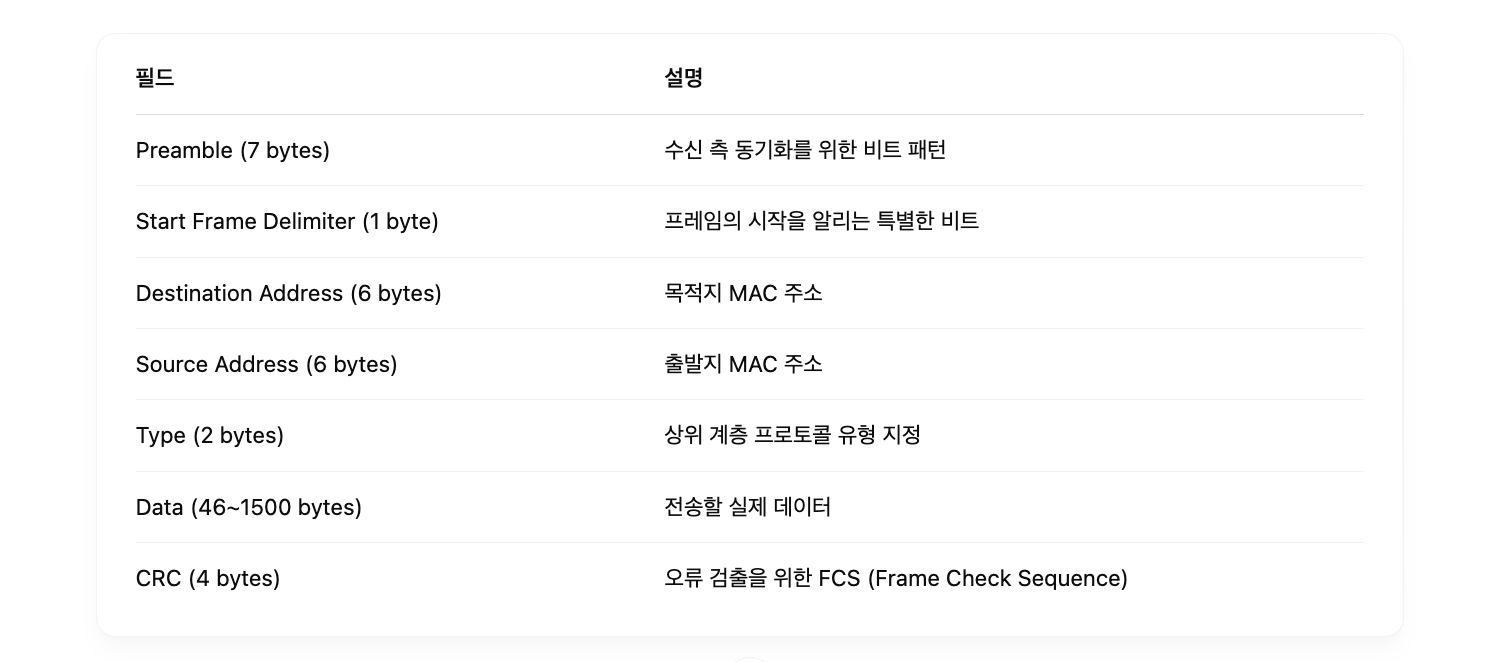 필드 설명
Preamble (7 bytes) 수신 측 동기화를 위한 비트 패턴
Start Frame Delimiter (1 byte) 프레임의 시작을 알리는 특별한 비트
Destination Address (6 bytes) 목적지 MAC 주소
Source Address (6 bytes) 출발지 MAC 주소
Type (2 bytes) 상위 계층 프로토콜 유형 지정
Data (46~1500 bytes) 전송할 실제 데이터
CRC (4 bytes) 오류 검출을 위한 FCS (Frame Check Sequence)